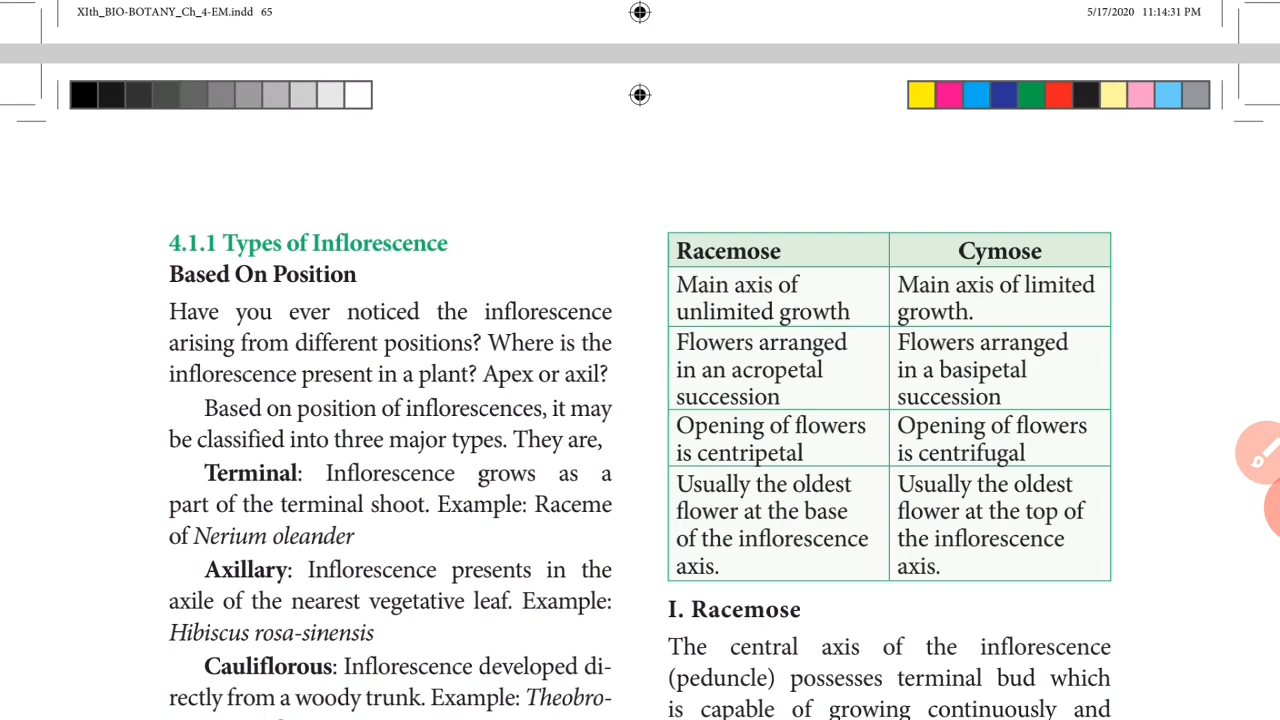 XIth_BIO-BOTANY_Ch_4-EM.indd 65
5/17/2020 11:14:31 PM
4.1.1 Types of Inflorescence
Based On Position
Have you ever noticed the inflorescence
arising from different positions? Where is the
inflorescence present in a plant? Apex or axil?
Based on position of inflorescences, it may
be classified into three major types. They are,
Terminal: Inflorescence grows as a
part of the terminal shoot. Example: Raceme
of Nerium oleander
Axillary: Inflorescence presents in the
axile of the nearest vegetative leaf. Example:
Hibiscus rosa-sinensis
Cauliflorous: Inflorescence developed di-
rectly from a woody trunk. Example: Theobro-
Racemose
Cymose
Main axis of
unlimited growth
Main axis of limited
growth.
Flowers arranged
in an acropetal
succession
Flowers arranged
in a basipetal
succession
Opening of flowers
is centripetal
Opening of flowers
is centrifugal
Usually the oldest
flower at the base
of the inflorescence
axis.
Usually the oldest
flower at the top of
the inflorescence
axis.
I. Racemose
The central axis of the inflorescence
(peduncle) possesses terminal bud which
is capable of growing continuously and